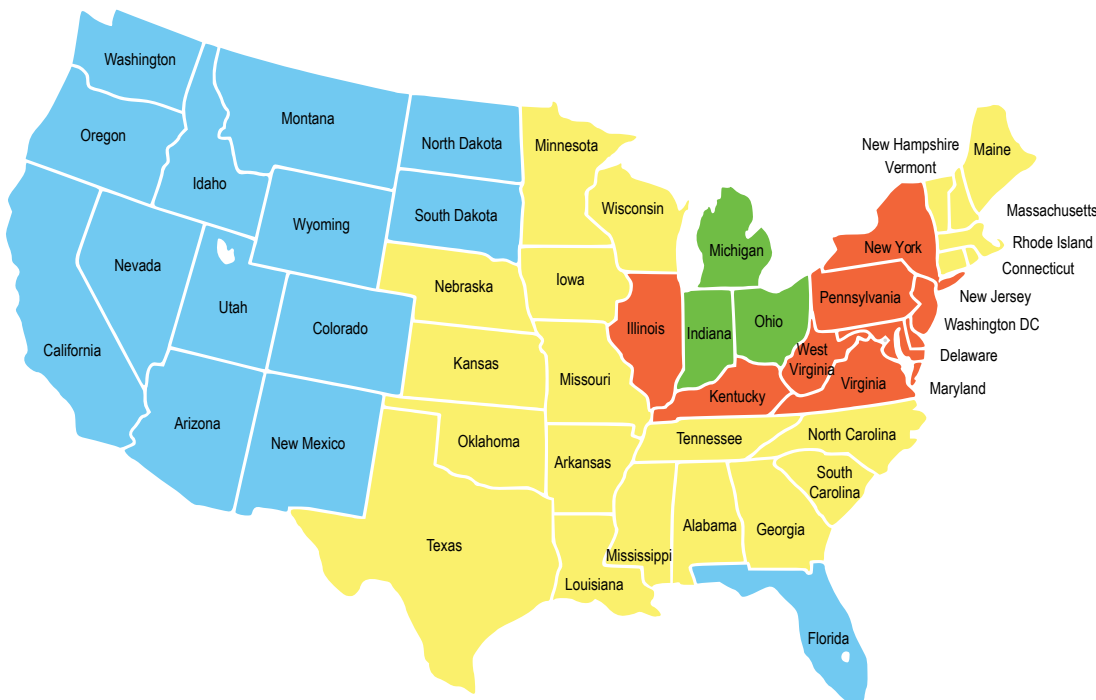 Washington
Oregon
Idaho
Montana
North Dakota
South Dakota
Wyoming
Nevada
Utah
Colorado
California
Arizona
New Mexico
Minnesota
Wisconsin
Nebraska
Iowa
Kansas
Missouri
Oklahoma
Arkansas
Texas
Louisiana
Michigan
Illinois
Indiana
Ohio
Kentucky
West
Virginia
Virginia
Pennsylvania
New York
New Hampshire
Vermont
Maine
Massachusetts
Rhode Island
Connecticut
New Jersey
Washington DC
Delaware
Maryland
Tennessee
North Carolina
South
Carolina
Mississippi
Alabama
Georgia
Florida